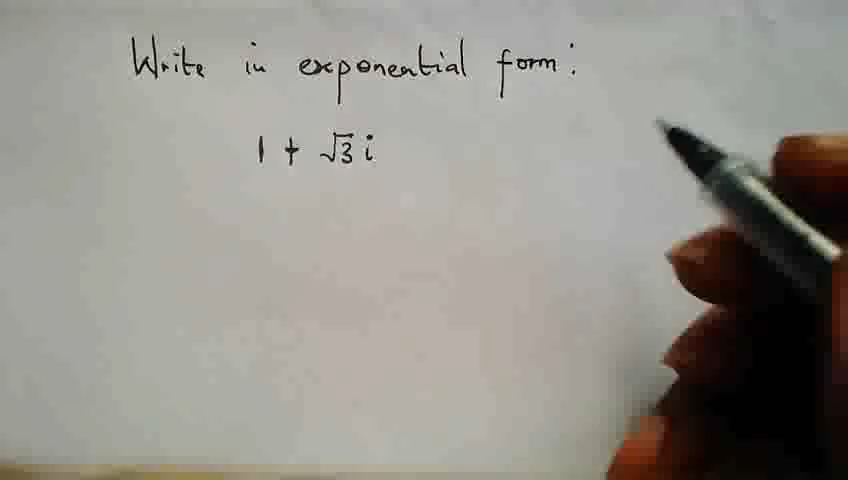 Write in exponential form:
1 + √3 i